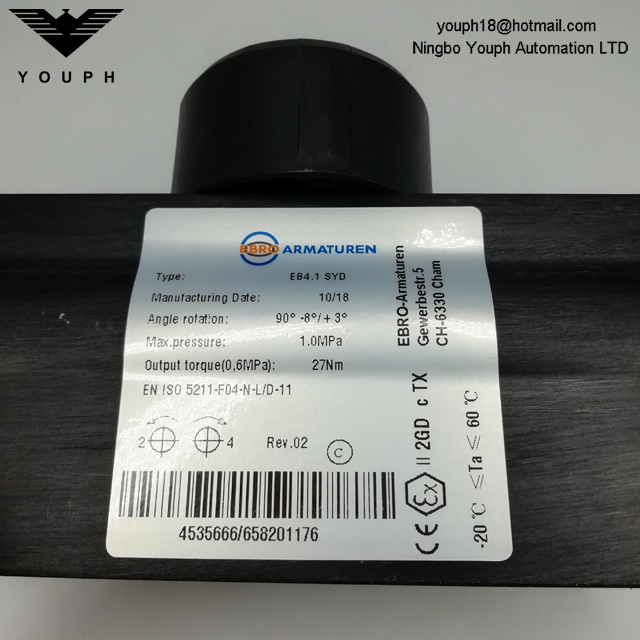 YOUPH
youph18@hotmail.com
Ningbo Youph Automation LTD
EBRO ARMATUREN
Type: EB4.1 SYD
Manufacturing Date: 10/18
Angle rotation: 90° -8°/+3°
Max.pressure: 1.0MPa
Output torque(0,6MPa): 27Nm
EN ISO 5211-F04-N-L/D-11
2 4 Rev.02 C
4535666/658201176
EBRO-Armaturen
Gewerbestr.5
CH-6330 Cham
CE Ex II 2GD c TX
-20℃ ≤Ta≤ 60℃